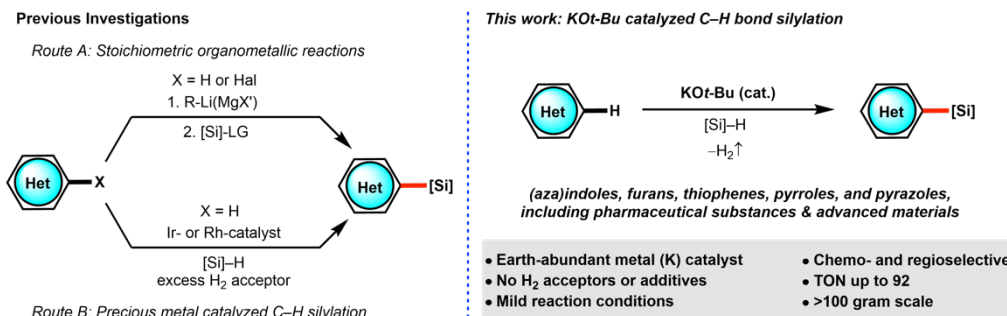 Previous Investigations
Route A: Stoichiometric organometallic reactions
X = H or Hal
1. R-Li(MgX')
2. [Si]-LG
Het
X
Het
[Si]
X = H
Ir- or Rh-catalyst
[Si]–H
excess H2 acceptor
Route B: Precious metal catalyzed C–H silylation
This work: KOt-Bu catalyzed C–H bond silylation
Het
H
KOt-Bu (cat.)
[Si]–H
–H2↑
Het
[Si]
(aza)indoles, furans, thiophenes, pyrroles, and pyrazoles,
including pharmaceutical substances & advanced materials
• Earth-abundant metal (K) catalyst
• No H2 acceptors or additives
• Mild reaction conditions
• Chemo- and regioselective
• TON up to 92
• >100 gram scale